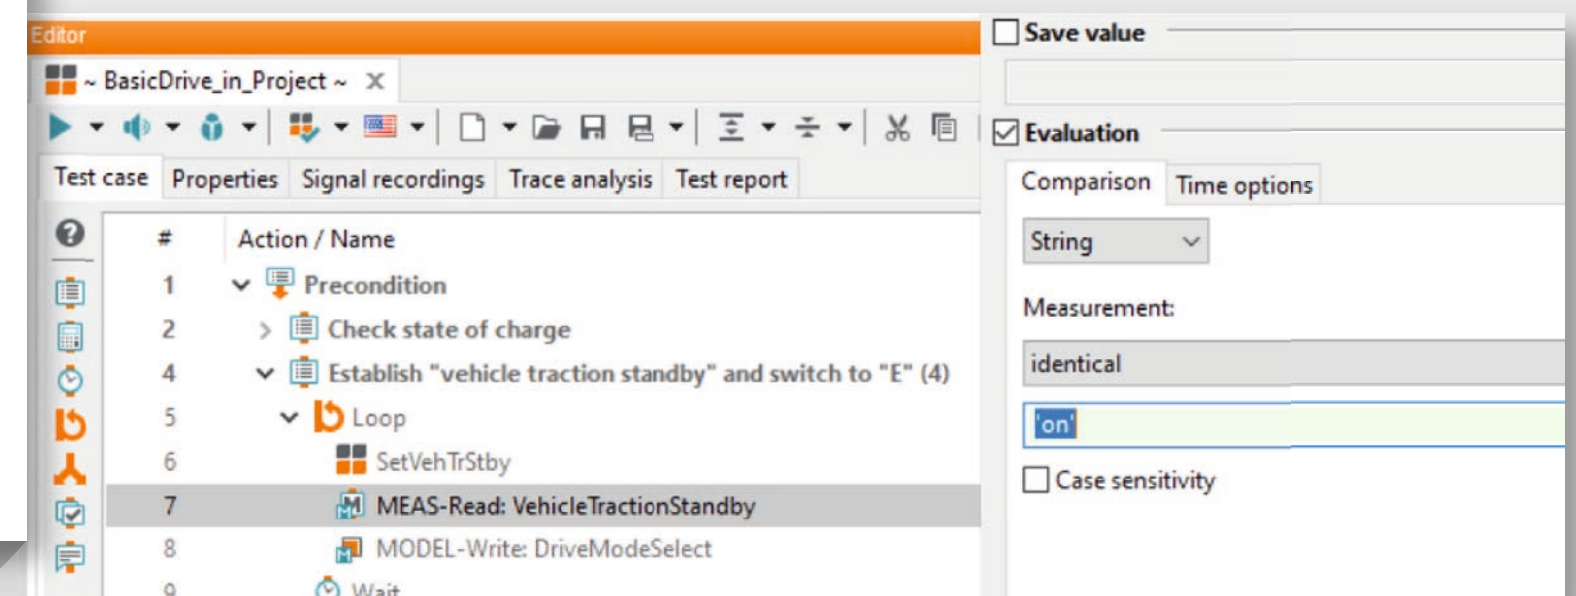 Editor
~ BasicDrive_in_Project ~ X
Test case Properties Signal recordings Trace analysis Test report
# Action / Name
1 Precondition
2 Check state of charge
4 Establish "vehicle traction standby" and switch to "E" (4)
5 Loop
6 SetVehTrStby
7 MEAS-Read: VehicleTractionStandby
8 MODEL-Write: DriveModeSelect
9 Wait
Save value
Evaluation
Comparison Time options
String
Measurement:
identical
'on'
Case sensitivity